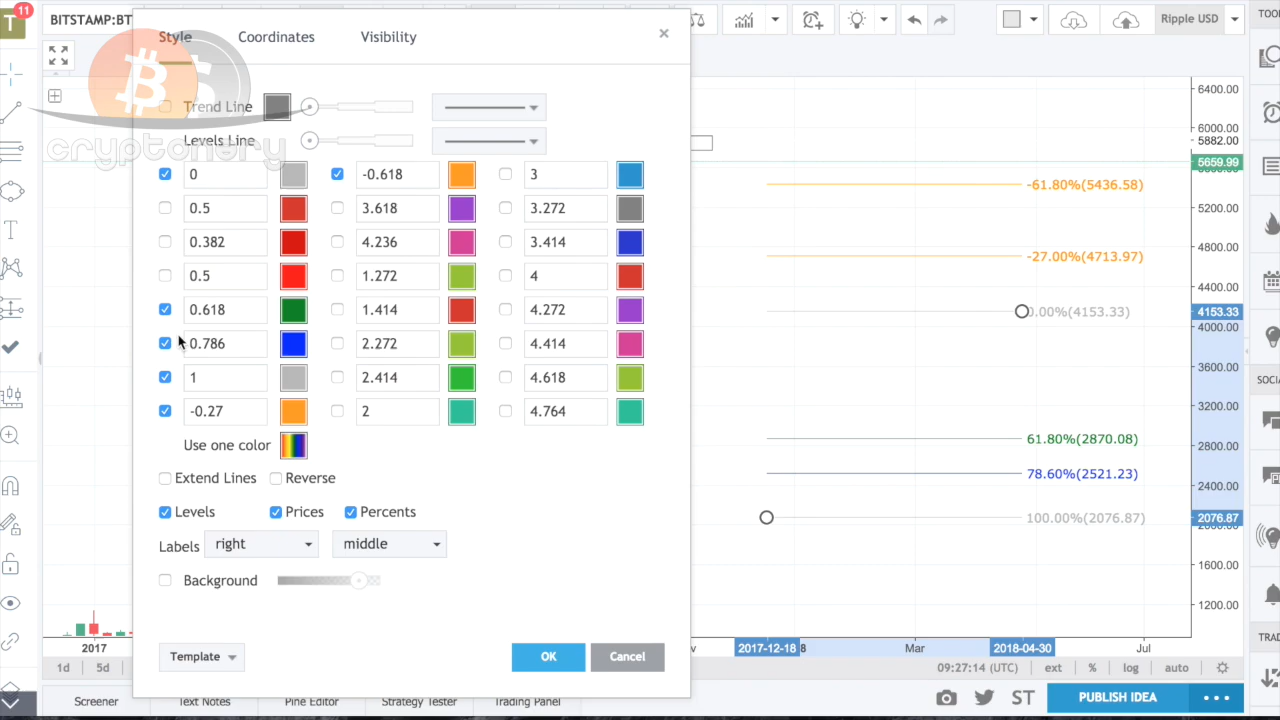 T
11
BITSTAMP:BT
Ripple USD
TOO
Style
Coordinates
Visibility
×
Trend Line
Levels Line
cryptonary
0
-0.618
3
0.5
3.618
3.272
0.382
4.236
3.414
0.5
1.272
4
0.618
1.414
4.272
0.786
2.272
4.414
1
2.414
4.618
-0.27
2
4.764
Use one color
Extend Lines
Reverse
Levels
Prices
Percents
Labels
right
middle
Background
Template
OK
Cancel
-61.80%(5436.58)
-27.00%(4713.97)
0.00%(4153.33)
61.80%(2870.08)
78.60%(2521.23)
100.00%(2076.87)
6400.00
6000.00
5882.00
5659.99
5200.00
4800.00
4400.00
4153.33
4000.00
3600.00
3200.00
2800.00
2400.00
2076.87
1600.00
1200.00
SOCIA
TRAD
2017
v
2017-12-18
8
Mar
2018-04-30
Jul
1d
5d
09:27:14 (UTC)
ext
%
log
auto
Screener
Text Notes
Pine Editor
Strategy Tester
Trading Panel
ST
PUBLISH IDEA